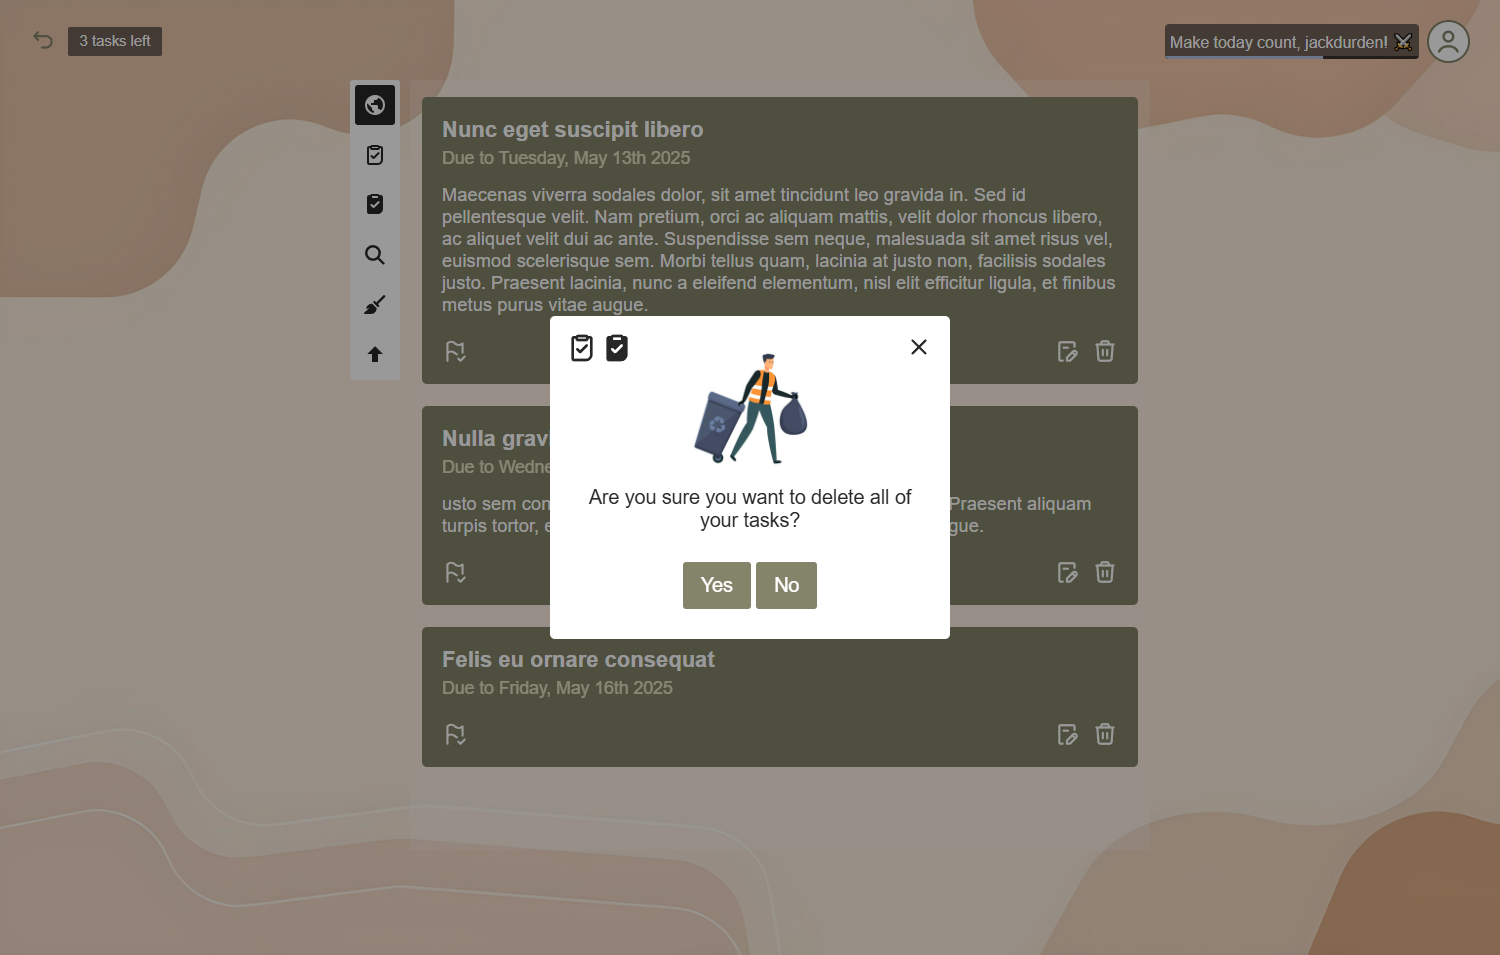 3 tasks left
Make today count, jackdurden! ⚔️
Nunc eget suscipit libero
Due to Tuesday, May 13th 2025
Maecenas viverra sodales dolor, sit amet tincidunt leo gravida in. Sed id
pellentesque velit. Nam pretium, orci ac aliquam mattis, velit dolor rhoncus libero,
ac aliquet velit dui ac ante. Suspendisse sem neque, malesuada sit amet risus vel,
euismod scelerisque sem. Morbi tellus quam, lacinia at justo non, facilisis sodales
justo. Praesent lacinia, nunc a eleifend elementum, nisl elit efficitur ligula, et finibus
metus purus vitae augue.
Nulla grav
Due to Wedne
usto sem con Praesent aliquam
turpis tortor, gue.
Are you sure you want to delete all of
your tasks?
Yes No
Felis eu ornare consequat
Due to Friday, May 16th 2025